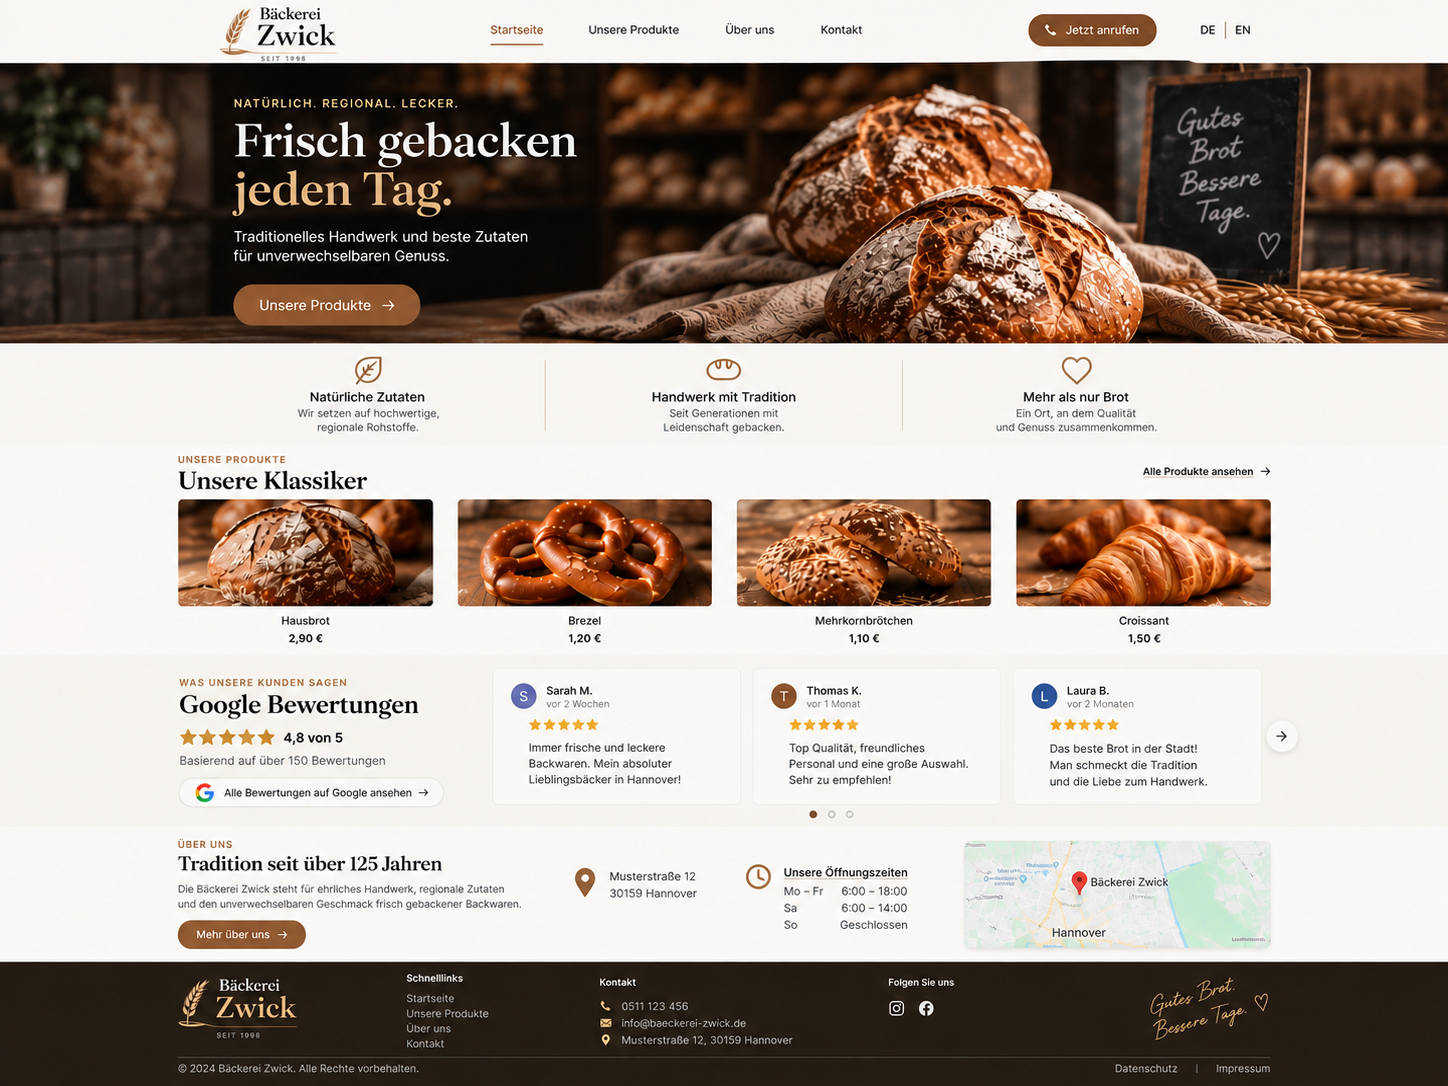 Bäckerei
Zwick
SEIT 1996
Startseite
Unsere Produkte
Über uns
Kontakt
Jetzt anrufen
DE | EN
NATÜRLICH. REGIONAL. LECKER.
Frisch gebacken
jeden Tag.
Traditionelles Handwerk und beste Zutaten
für unverwechselbaren Genuss.
Unsere Produkte →
Gutes
Brot
Bessere
Tage.
Natürliche Zutaten
Wir setzen auf hochwertige,
regionale Rohstoffe.
Handwerk mit Tradition
Seit Generationen mit
Leidenschaft gebacken.
Mehr als nur Brot
Ein Ort, an dem Qualität
und Genuss zusammenkommen.
UNSERE PRODUKTE
Unsere Klassiker
Alle Produkte ansehen →
Hausbrot
2,90 €
Brezel
1,20 €
Mehrkornbrötchen
1,10 €
Croissant
1,50 €
WAS UNSERE KUNDEN SAGEN
Google Bewertungen
4,8 von 5
Basierend auf über 150 Bewertungen
G Alle Bewertungen auf Google ansehen →
S
Sarah M.
vor 2 Wochen
Immer frische und leckere
Backwaren. Mein absoluter
Lieblingsbäcker in Hannover!
T
Thomas K.
vor 1 Monat
Top Qualität, freundliches
Personal und eine große Auswahl.
Sehr zu empfehlen!
L
Laura B.
vor 2 Monaten
Das beste Brot in der Stadt!
Man schmeckt die Tradition
und die Liebe zum Handwerk.
ÜBER UNS
Tradition seit über 125 Jahren
Die Bäckerei Zwick steht für ehrliches Handwerk, regionale Zutaten
und den unverwechselbaren Geschmack frisch gebackener Backwaren.
Mehr über uns →
Musterstraße 12
30159 Hannover
Unsere Öffnungszeiten
Mo – Fr 6:00 – 18:00
Sa 6:00 – 14:00
So Geschlossen
Bäckerei Zwick
Hannover
Bäckerei
Zwick
SEIT 1996
Schnelllinks
Startseite
Unsere Produkte
Über uns
Kontakt
Kontakt
0511 123 456
info@baeckerei-zwick.de
Musterstraße 12, 30159 Hannover
Folgen Sie uns
Gutes Brot.
Bessere Tage.
© 2024 Bäckerei Zwick. Alle Rechte vorbehalten.
Datenschutz | Impressum